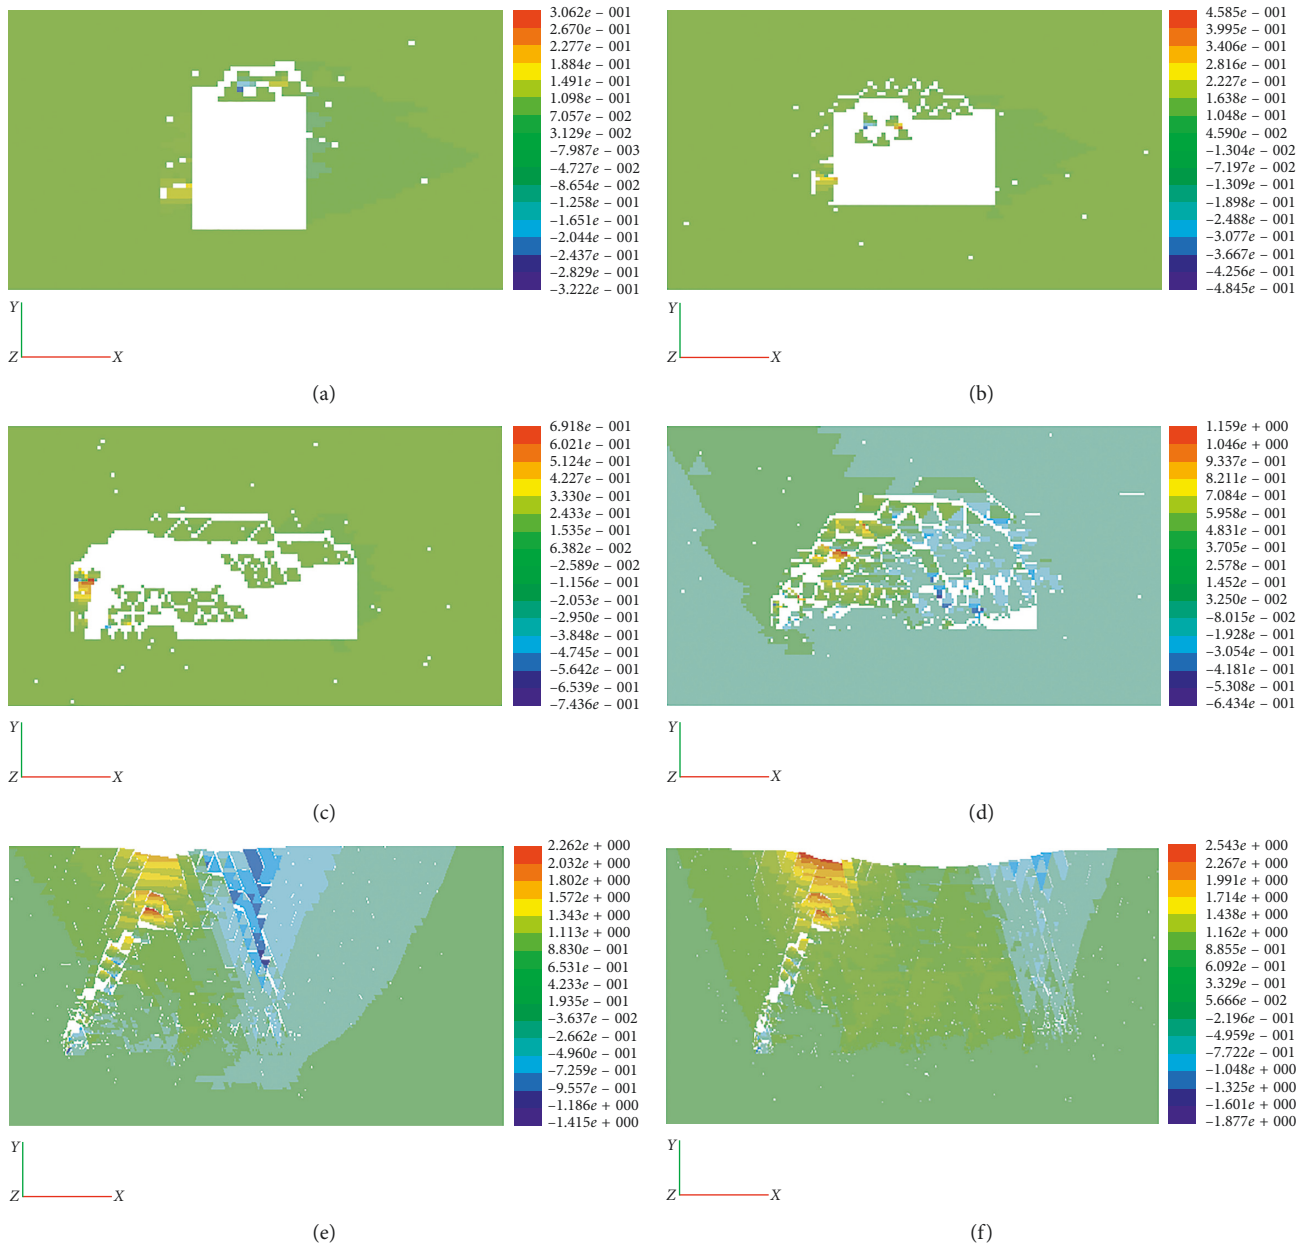 3.062e – 001
2.670e – 001
2.277e – 001
1.884e – 001
1.491e – 001
1.098e – 001
7.057e – 002
3.129e – 002
–7.987e – 003
–4.727e – 002
–8.654e – 002
–1.258e – 001
–1.651e – 001
–2.044e – 001
–2.437e – 001
–2.829e – 001
–3.222e – 001
Y
Z
X
(a)
4.585e – 001
3.995e – 001
3.406e – 001
2.816e – 001
2.227e – 001
1.638e – 001
1.048e – 001
4.590e – 002
–1.304e – 002
–7.197e – 002
–1.309e – 001
–1.898e – 001
–2.488e – 001
–3.077e – 001
–3.667e – 001
–4.256e – 001
–4.845e – 001
Y
Z
X
(b)
6.918e – 001
6.021e – 001
5.124e – 001
4.227e – 001
3.330e – 001
2.433e – 001
1.535e – 001
6.382e – 002
–2.589e – 002
–1.156e – 001
–2.053e – 001
–2.950e – 001
–3.848e – 001
–4.745e – 001
–5.642e – 001
–6.539e – 001
–7.436e – 001
Y
Z
X
(c)
1.159e + 000
1.046e + 000
9.337e – 001
8.211e – 001
7.084e – 001
5.958e – 001
4.831e – 001
3.705e – 001
2.578e – 001
1.452e – 001
3.250e – 002
–8.015e – 002
–1.928e – 001
–3.054e – 001
–4.181e – 001
–5.308e – 001
–6.434e – 001
Y
Z
X
(d)
2.262e + 000
2.032e + 000
1.802e + 000
1.572e + 000
1.343e + 000
1.113e + 000
8.830e – 001
6.531e – 001
4.233e – 001
1.935e – 001
–3.637e – 002
–2.662e – 001
–4.960e – 001
–7.259e – 001
–9.557e – 001
–1.186e + 000
–1.415e + 000
Y
Z
X
(e)
2.543e + 000
2.267e + 000
1.991e + 000
1.714e + 000
1.438e + 000
1.162e + 000
8.855e – 001
6.092e – 001
3.329e – 001
5.666e – 002
–2.196e – 001
–4.959e – 001
–7.722e – 001
–1.048e + 000
–1.325e + 000
–1.601e + 000
–1.877e + 000
Y
Z
X
(f)